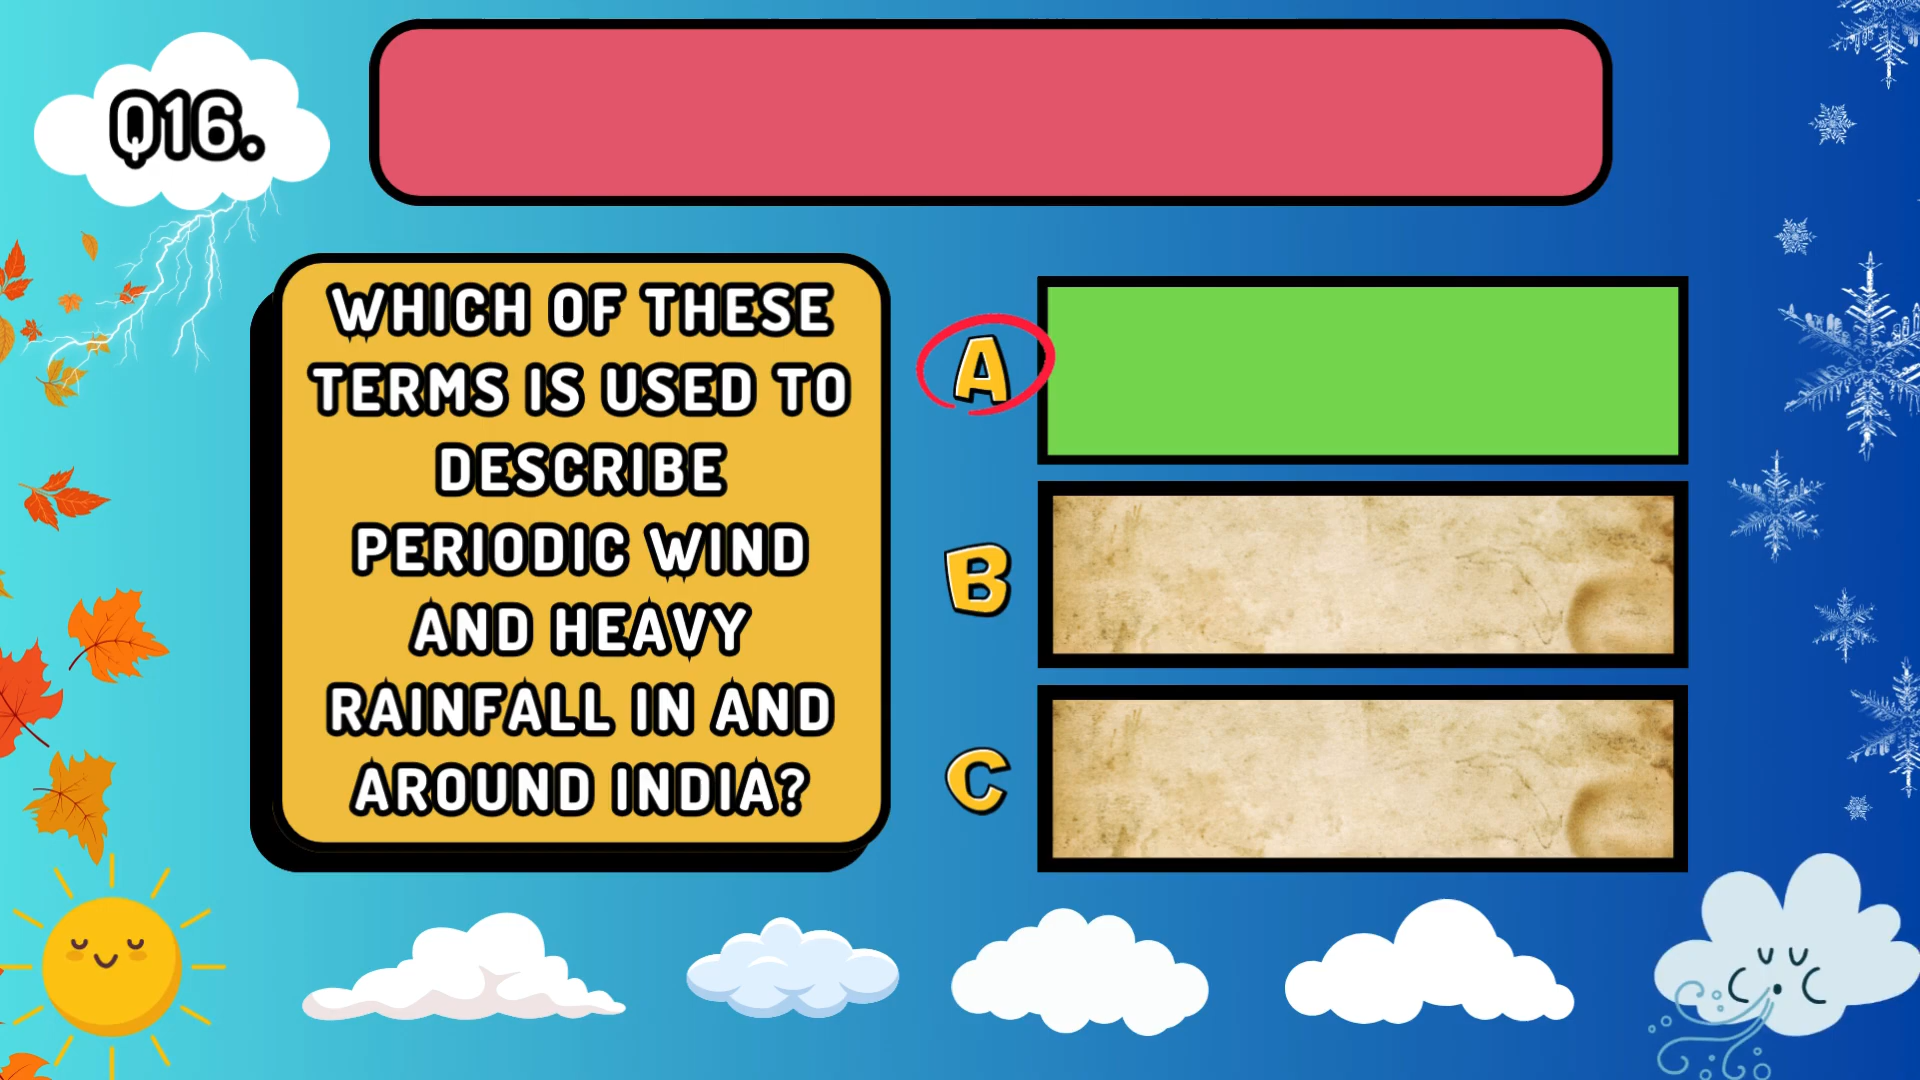 Q16.
WHICH OF THESE
TERMS IS USED TO
DESCRIBE
PERIODIC WIND
AND HEAVY
RAINFALL IN AND
AROUND INDIA?
A
B
C